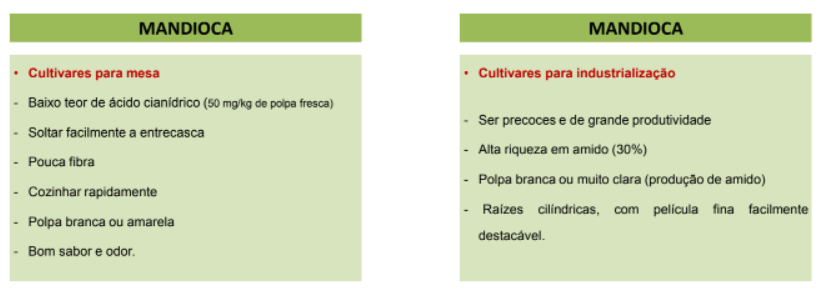 MANDIOCA
• Cultivares para mesa
- Baixo teor de ácido cianídrico (50 mg/kg de polpa fresca)
- Soltar facilmente a entrecasca
- Pouca fibra
- Cozinhar rapidamente
- Polpa branca ou amarela
- Bom sabor e odor.
MANDIOCA
• Cultivares para industrialização
- Ser precoces e de grande produtividade
- Alta riqueza em amido (30%)
- Polpa branca ou muito clara (produção de amido)
- Raízes cilíndricas, com película fina facilmente
destacável.